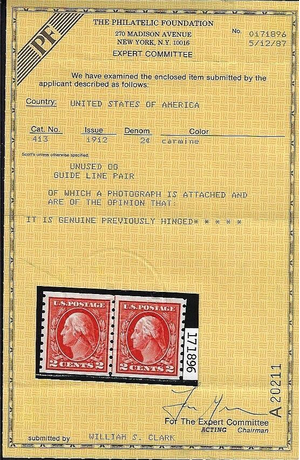 THE PHILATELIC FOUNDATION
270 MADISON AVENUE
NEW YORK, N.Y. 10016
EXPERT COMMITTEE
No. 0171896
5/12/87
PF
We have examined the enclosed item submitted by the
applicant described as follows:
Country: UNITED STATES OF AMERICA
Cat. No. Issue Denom Color
413 1912 2¢ carmine
Scott's unless otherwise specified.
UNUSED OG
GUIDE LINE PAIR
OF WHICH A PHOTOGRAPH IS ATTACHED AND
ARE OF THE OPINION THAT:
IT IS GENUINE PREVIOUSLY HINGED* * * * *
U.S. POSTAGE U.S. POSTAGE
2 CENTS 2 2 CENTS 2
171896
A 20211
For The Expert Committee
ACTING Chairman
submitted by WILLIAM S. CLARK